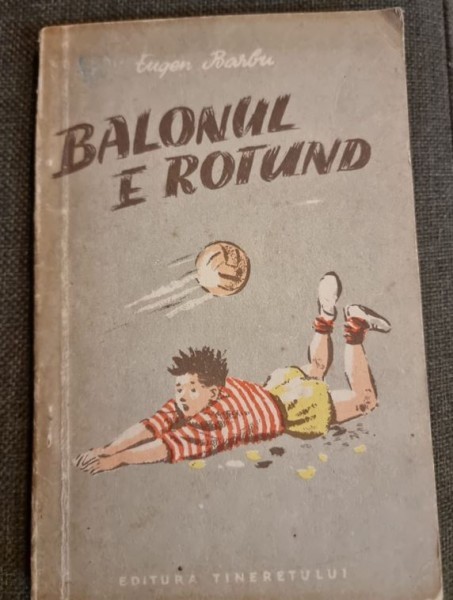 Eugen Barbu
BALONUL
E ROTUND
EDITURA TINERETULUI